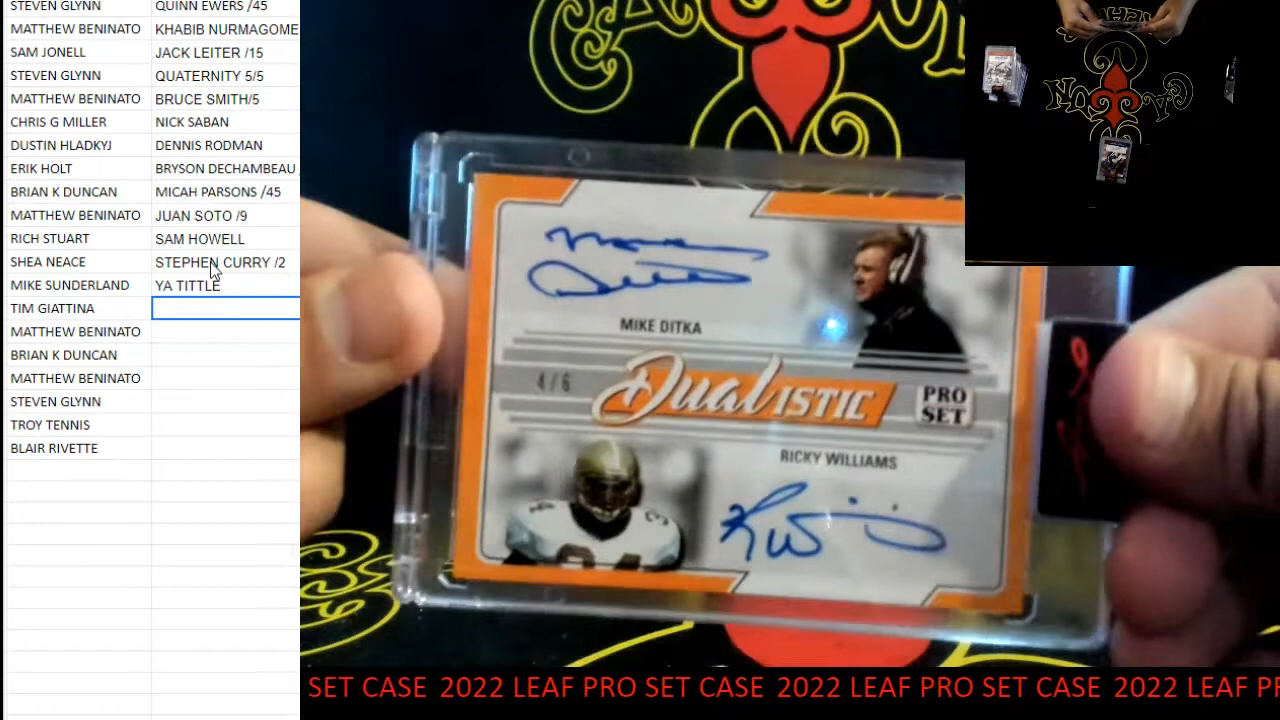 STEVEN GLYNN QUINN EWERS /45
MATTHEW BENINATO KHABIB NURMAGOME
SAM JONELL JACK LEITER /15
STEVEN GLYNN QUATERNITY 5/5
MATTHEW BENINATO BRUCE SMITH/5
CHRIS G MILLER NICK SABAN
DUSTIN HLADKYJ DENNIS RODMAN
ERIK HOLT BRYSON DECHAMBEAU
BRIAN K DUNCAN MICAH PARSONS /45
MATTHEW BENINATO JUAN SOTO /9
RICH STUART SAM HOWELL
SHEA NEACE STEPHEN CURRY /2
MIKE SUNDERLAND YA TITTLE
TIM GIATTINA
MATTHEW BENINATO
BRIAN K DUNCAN
MATTHEW BENINATO
STEVEN GLYNN
TROY TENNIS
BLAIR RIVETTE
MIKE DITKA
4/6
DualISTIC
PRO
SET
RICKY WILLIAMS
SET CASE 2022 LEAF PRO SET CASE 2022 LEAF PRO SET CASE 2022 LEAF